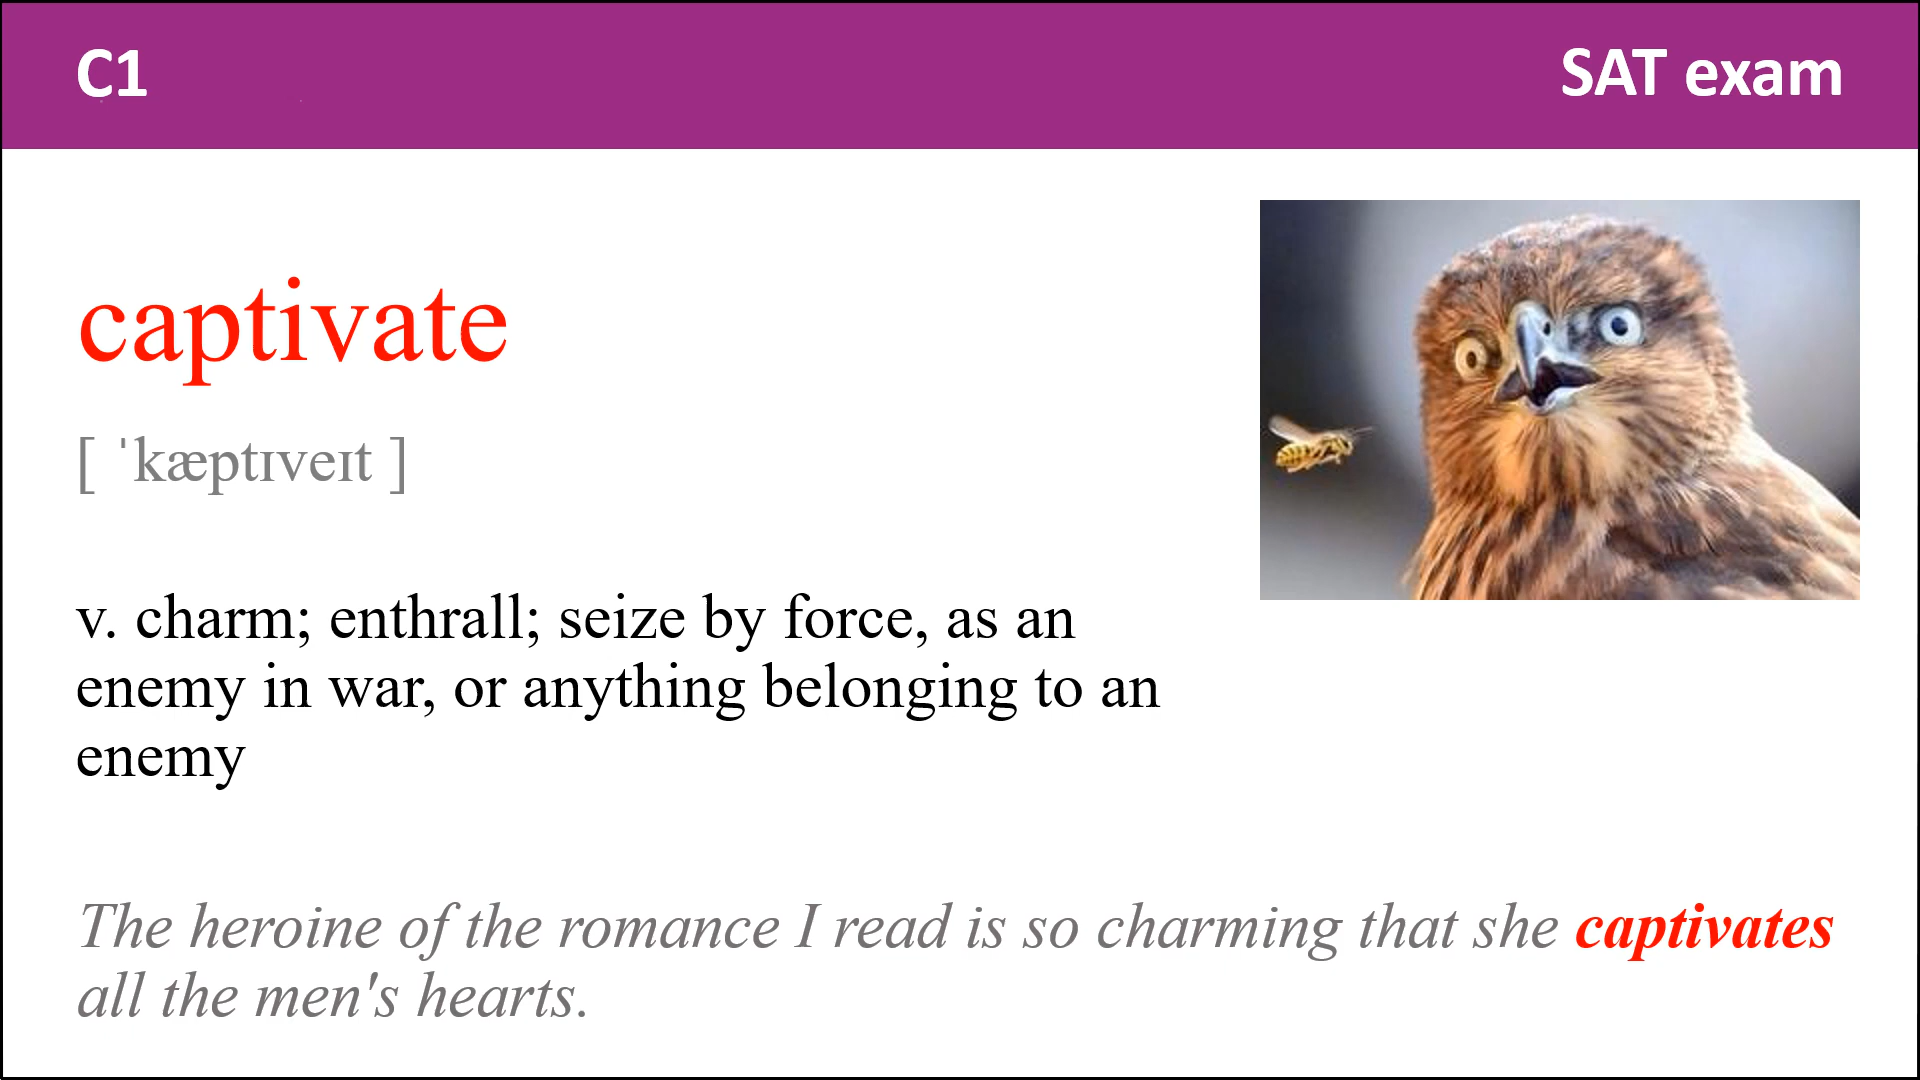 C1
SAT exam
captivate
[ ˈkæptɪveɪt ]
v. charm; enthrall; seize by force, as an
enemy in war, or anything belonging to an
enemy
The heroine of the romance I read is so charming that she captivates
all the men's hearts.